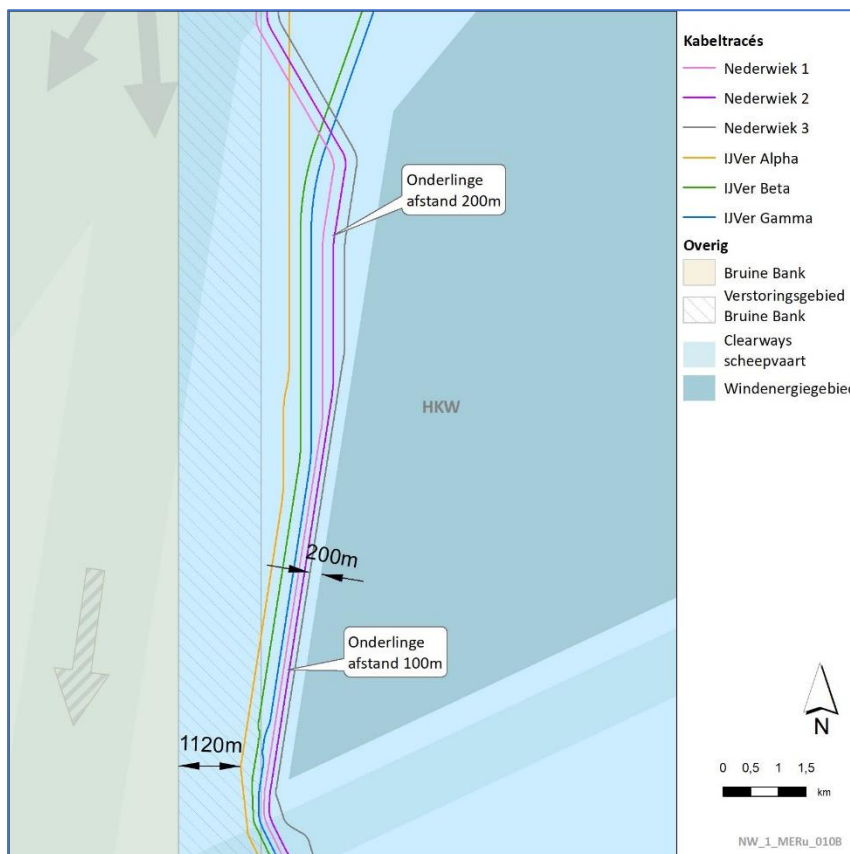 Kabeltracés
Nederwiek 1
Nederwiek 2
Nederwiek 3
IJVer Alpha
IJVer Beta
IJVer Gamma
Overig
Bruine Bank
Verstoringsgebied
Bruine Bank
Clearways
scheepvaart
Windenergiegebied
Onderlinge
afstand 200m
HKW
200m
Onderlinge
afstand 100m
1120m
N
0 0,5 1 1,5
km
NW_1_MERu_010B